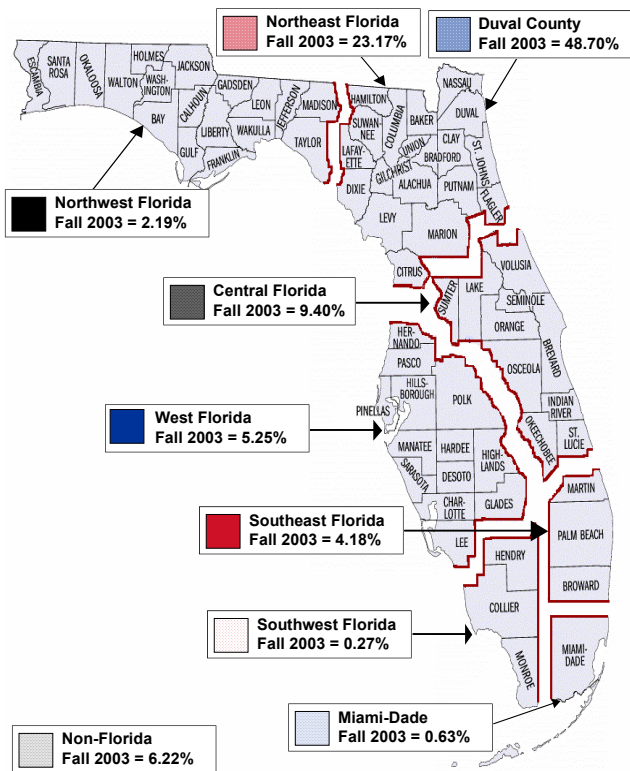 Northeast Florida
Fall 2003 = 23.17%
Duval County
Fall 2003 = 48.70%
ESCAMBIA
SANTA
ROSA
OKALOOSA
WALTON
HOLMES
WASH-
INGTON
JACKSON
BAY
CALHOUN
GULF
GADSDEN
LIBERTY
FRANKLIN
LEON
WAKULLA
JEFFERSON
MADISON
TAYLOR
HAMILTON
SUWAN
NEE
LAFAY-
ETTE
DIXIE
COLUMBIA
GILCHRIST
UNION
BAKER
BRADFORD
ALACHUA
NASSAU
DUVAL
CLAY
ST. JOHNS
PUTNAM
FLAGLER
LEVY
MARION
CITRUS
Northwest Florida
Fall 2003 = 2.19%
Central Florida
Fall 2003 = 9.40%
SUMTER
LAKE
VOLUSIA
SEMINOLE
ORANGE
BREVARD
OSCEOLA
INDIAN
RIVER
OKEECHOBEE
ST.
LUCIE
HER-
NANDO
PASCO
HILLS-
BOROUGH
PINELLAS
POLK
MANATEE
HARDEE
HIGH-
LANDS
SARASOTA
DESOTO
CHAR-
LOTTE
GLADES
LEE
West Florida
Fall 2003 = 5.25%
Southeast Florida
Fall 2003 = 4.18%
MARTIN
PALM BEACH
BROWARD
HENDRY
COLLIER
MONROE
MIAMI-
DADE
Southwest Florida
Fall 2003 = 0.27%
Miami-Dade
Fall 2003 = 0.63%
Non-Florida
Fall 2003 = 6.22%